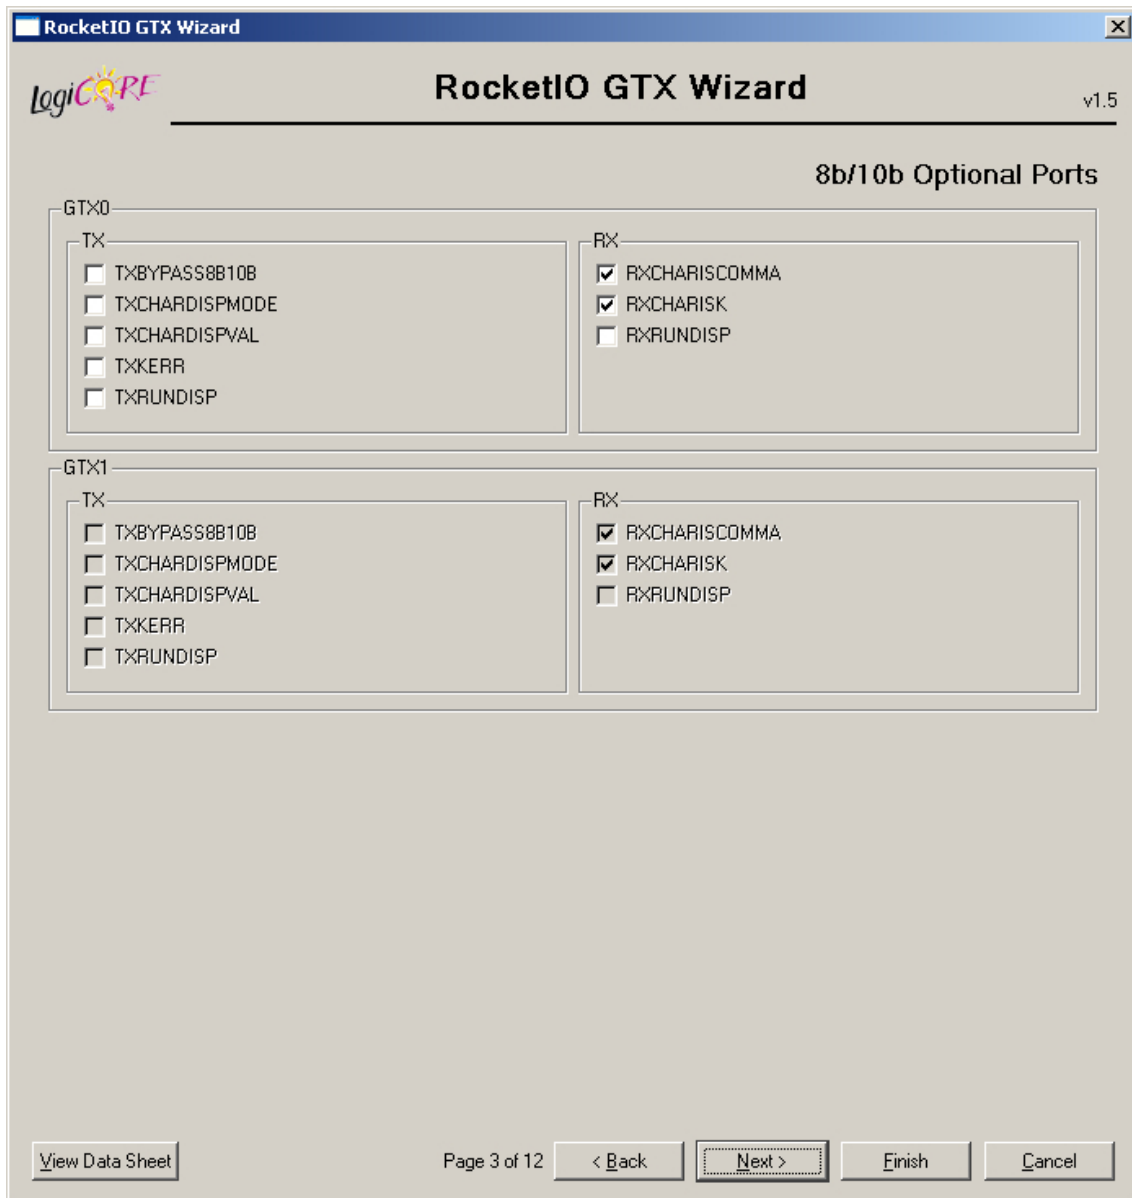 RocketIO GTX Wizard
LogiCORE
RocketIO GTX Wizard
v1.5
8b/10b Optional Ports
GTX0
TX
TXBYPASS8B10B
TXCHARDISPMODE
TXCHARDISPVAL
TXKERR
TXRUNDISP
RX
RXCHARISCOMMA
RXCHARISK
RXRUNDISP
GTX1
TX
TXBYPASS8B10B
TXCHARDISPMODE
TXCHARDISPVAL
TXKERR
TXRUNDISP
RX
RXCHARISCOMMA
RXCHARISK
RXRUNDISP
View Data Sheet Page 3 of 12 < Back Next > Finish Cancel